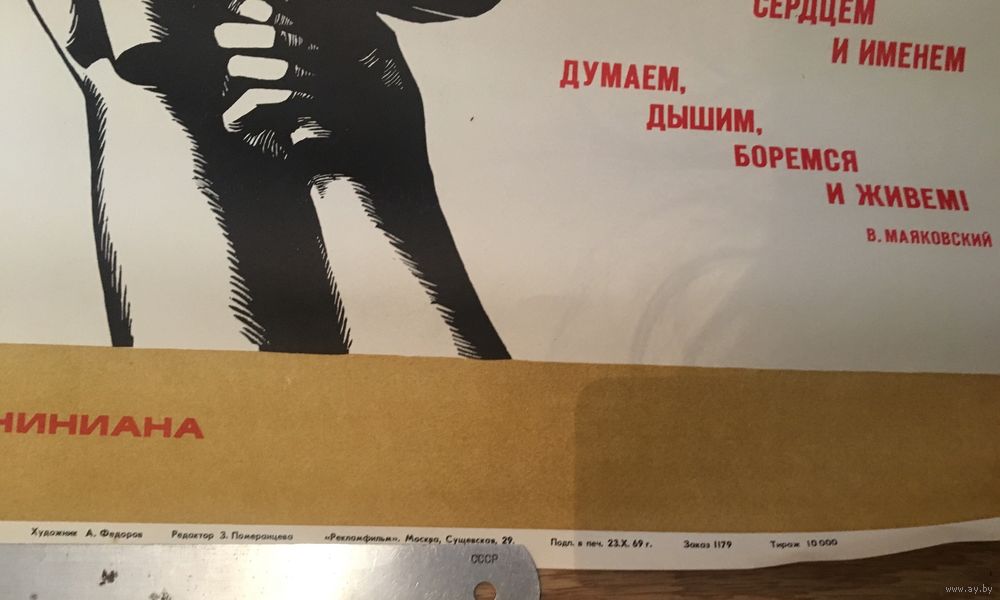 СЕРДЦЕМ
И ИМЕНЕМ
ДУМАЕМ,
ДЫШИМ,
БОРЕМСЯ
И ЖИВЕМ!
В. МАЯКОВСКИЙ
НИНИАНА
Художник А. Федоров Редактор З. Померанцева «Рекламфильм». Москва, Сущевская, 29. Подп. в печ. 23.X. 69 г. Заказ 1179 Тираж 10 000
СССР
www.ay.by